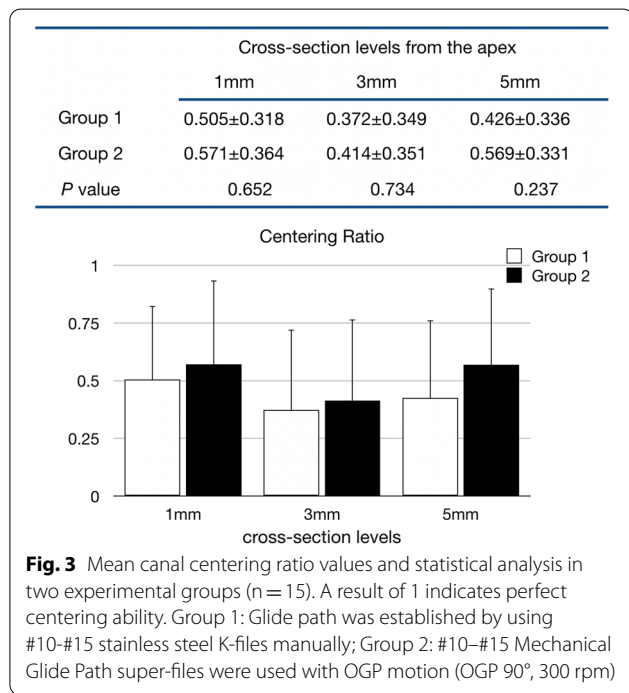 Cross-section levels from the apex
1mm 3mm 5mm
Group 1 0.505±0.318 0.372±0.349 0.426±0.336
Group 2 0.571±0.364 0.414±0.351 0.569±0.331
P value 0.652 0.734 0.237
Centering Ratio
Group 1
Group 2
1
0.75
0.5
0.25
0
1mm 3mm 5mm
cross-section levels
Fig. 3 Mean canal centering ratio values and statistical analysis in
two experimental groups (n = 15). A result of 1 indicates perfect
centering ability. Group 1: Glide path was established by using
#10-#15 stainless steel K-files manually; Group 2: #10–#15 Mechanical
Glide Path super-files were used with OGP motion (OGP 90°, 300 rpm)